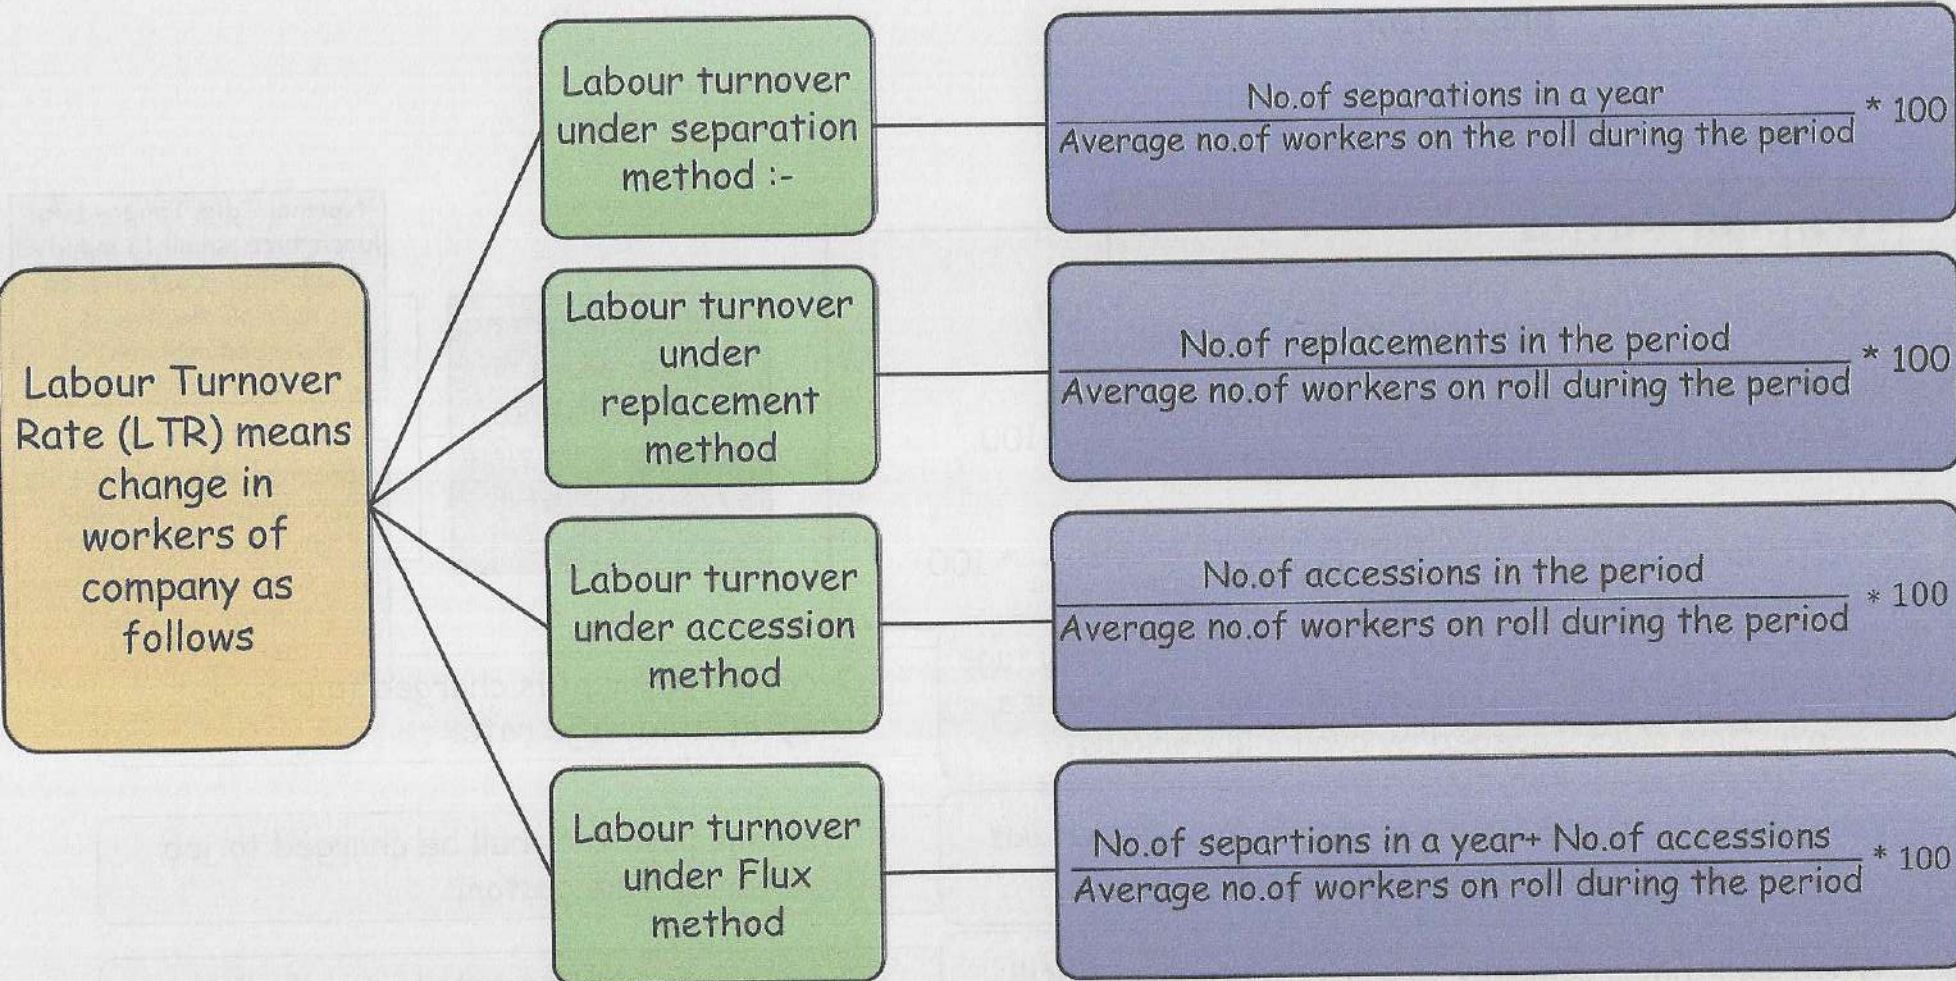 Labour Turnover
Rate (LTR) means
change in
workers of
company as
follows
Labour turnover
under separation
method :-
No.of separations in a year
Average no.of workers on the roll during the period
* 100
Labour turnover
under
replacement
method
No.of replacements in the period
Average no.of workers on roll during the period
* 100
Labour turnover
under accession
method
No.of accessions in the period
Average no.of workers on roll during the period
* 100
Labour turnover
under Flux
method
No.of separtions in a year+ No.of accessions
Average no.of workers on roll during the period
* 100